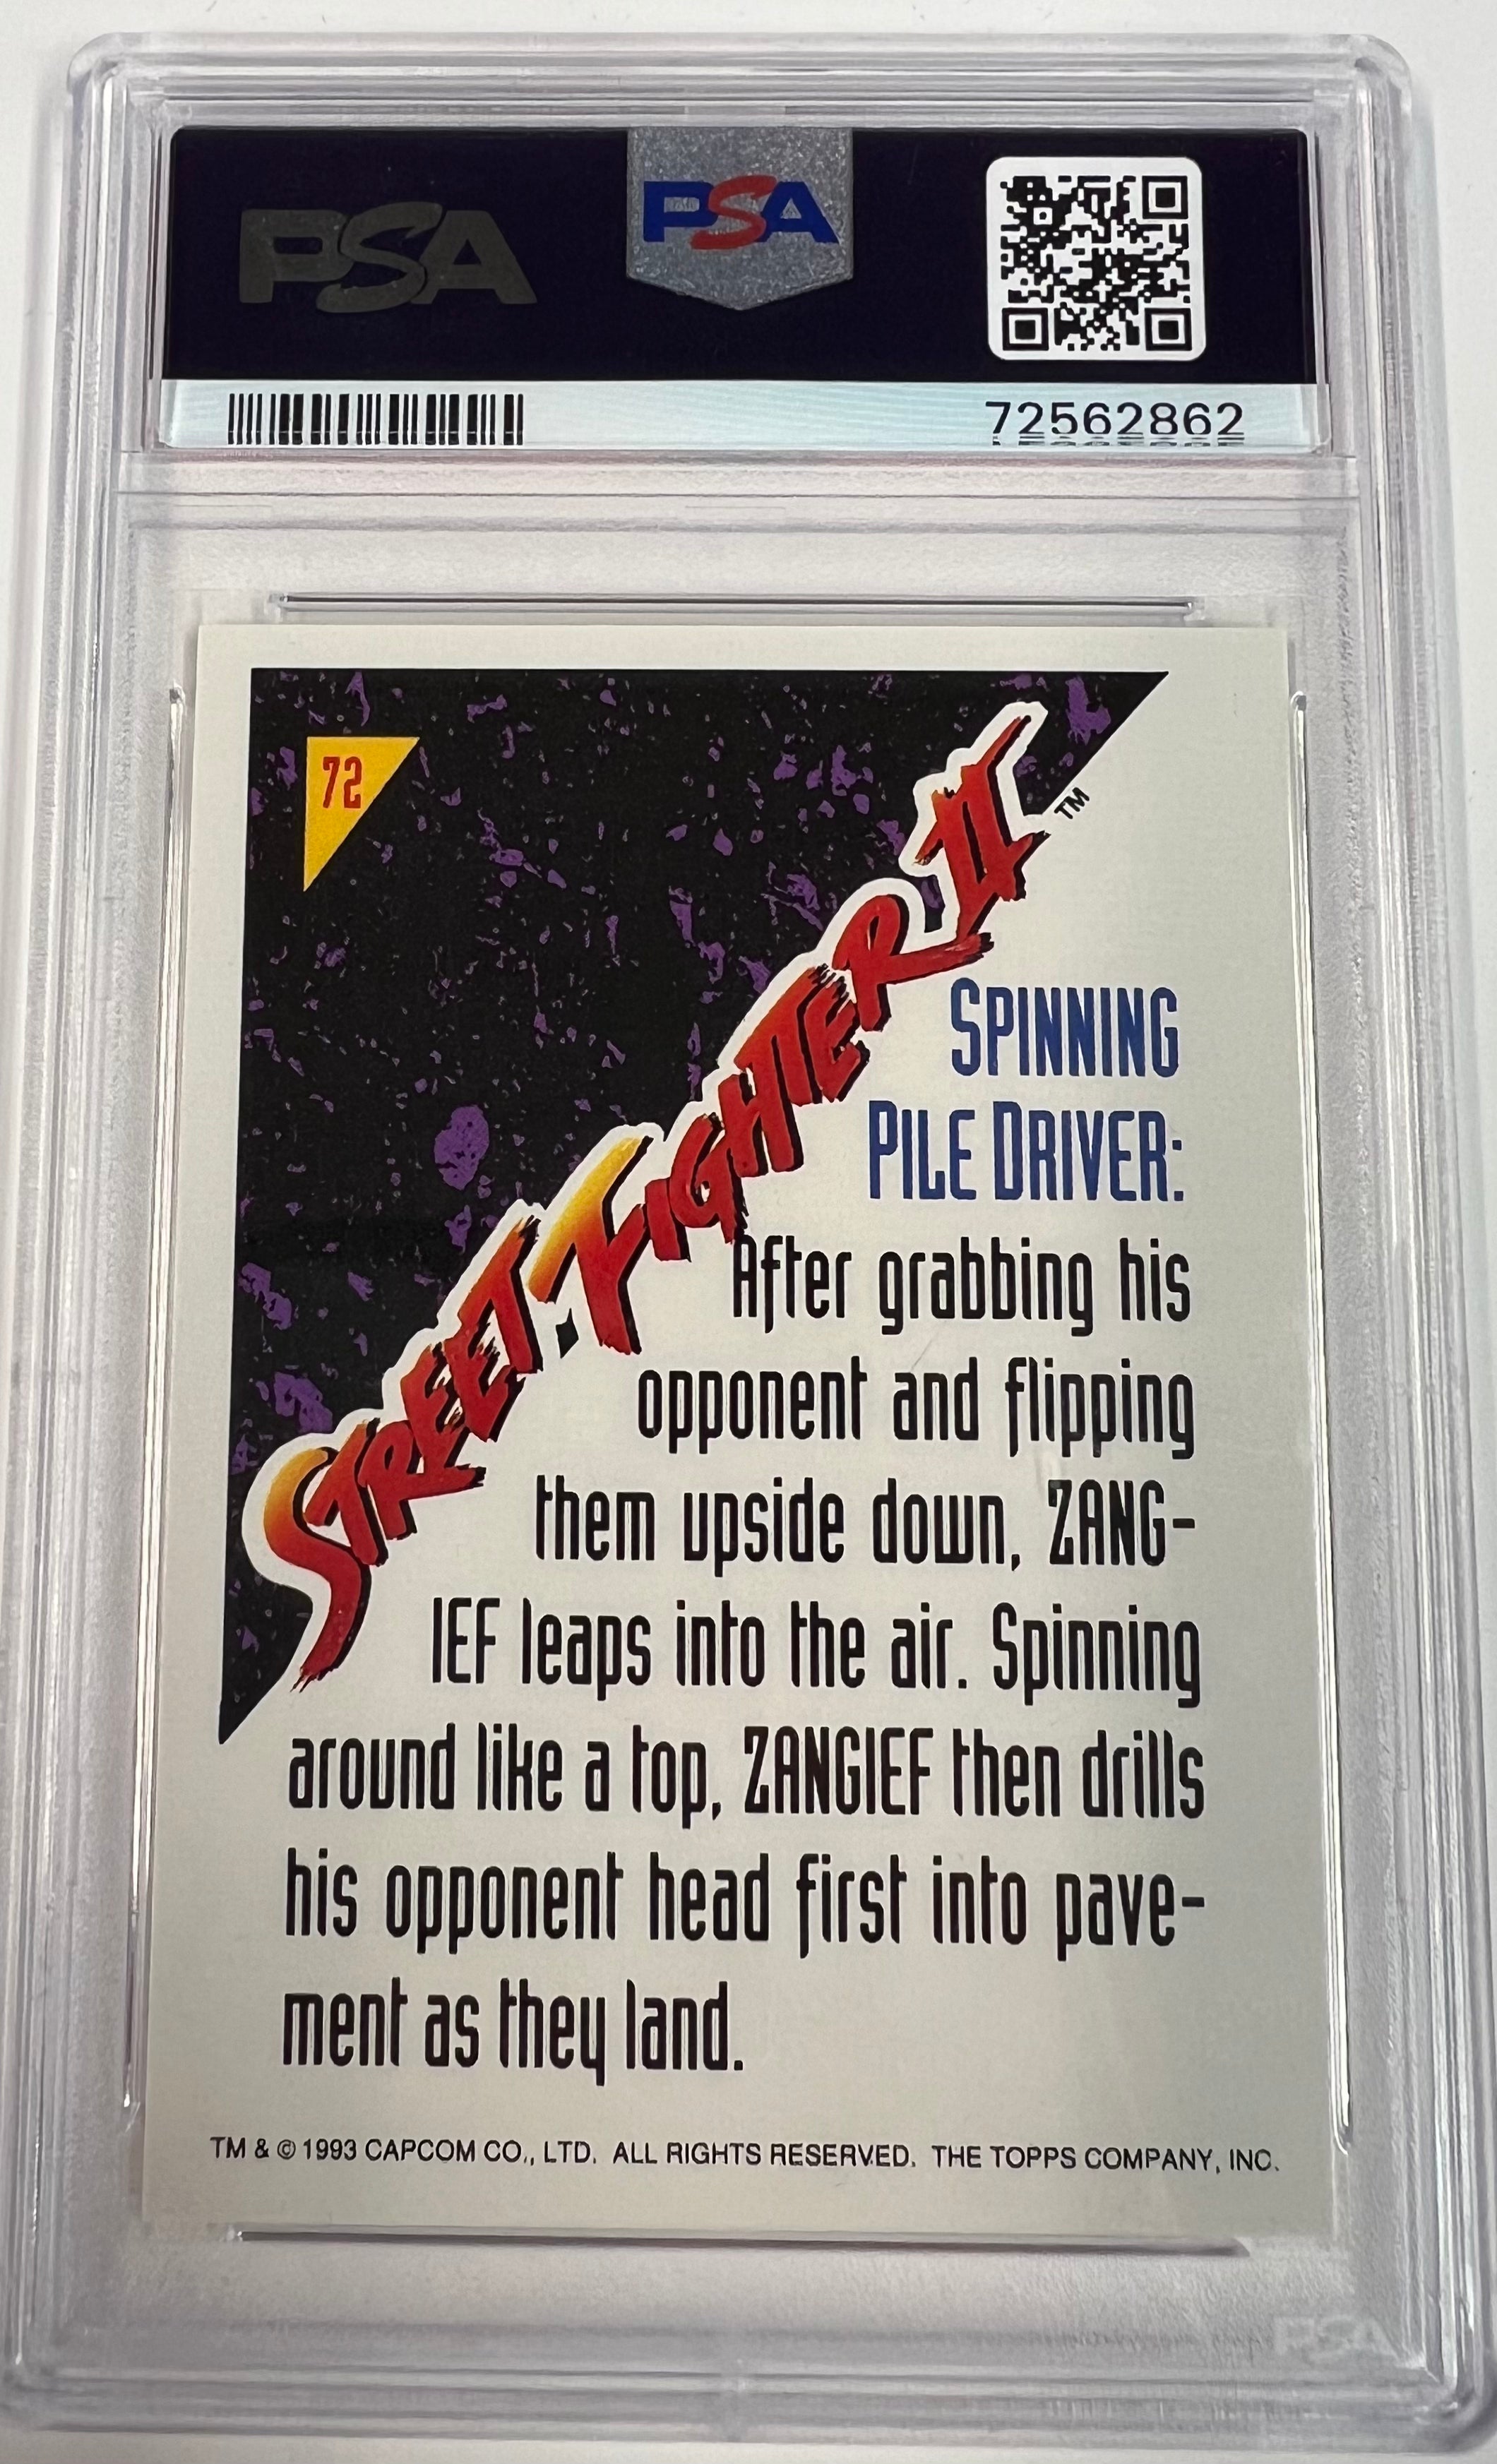 PSA
PSA
72562862
72
STREET FIGHTER II
TM
SPINNING
PILE DRIVER:
After grabbing his
opponent and flipping
them upside down, ZANG-
IEF leaps into the air. Spinning
around like a top, ZANGIEF then drills
his opponent head first into pave-
ment as they land.
TM & © 1993 CAPCOM CO., LTD. ALL RIGHTS RESERVED. THE TOPPS COMPANY, INC.
PSA